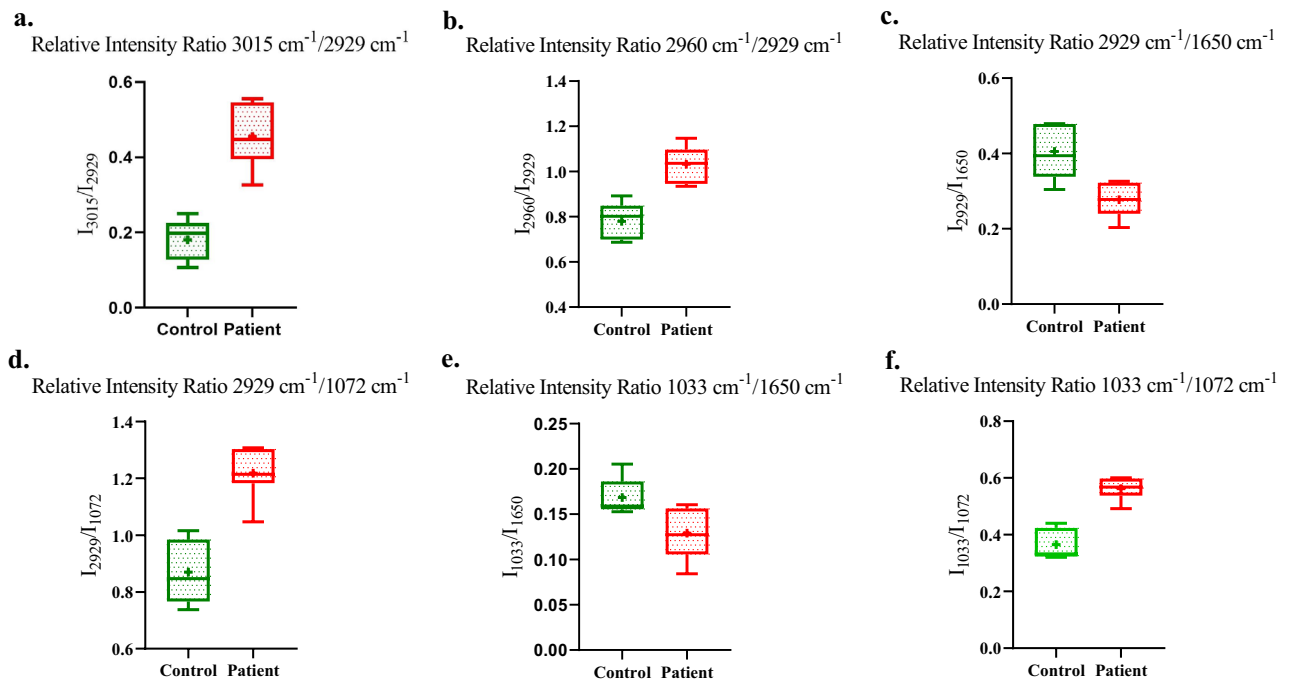 a.
Relative Intensity Ratio 3015 cm⁻¹/2929 cm⁻¹
0.6
0.4
0.2
0.0
I₃₀₁₅/I₂₉₂₉
Control Patient
b.
Relative Intensity Ratio 2960 cm⁻¹/2929 cm⁻¹
1.4
1.2
1.0
0.8
0.6
0.4
I₂₉₆₀/I₂₉₂₉
Control Patient
c.
Relative Intensity Ratio 2929 cm⁻¹/1650 cm⁻¹
0.6
0.4
0.2
0.0
I₂₉₂₉/I₁₆₅₀
Control Patient
d.
Relative Intensity Ratio 2929 cm⁻¹/1072 cm⁻¹
1.4
1.2
1.0
0.8
0.6
I₂₉₂₉/I₁₀₇₂
Control Patient
e.
Relative Intensity Ratio 1033 cm⁻¹/1650 cm⁻¹
0.25
0.20
0.15
0.10
0.05
0.00
I₁₀₃₃/I₁₆₅₀
Control Patient
f.
Relative Intensity Ratio 1033 cm⁻¹/1072 cm⁻¹
0.8
0.6
0.4
0.2
0.0
I₁₀₃₃/I₁₀₇₂
Control Patient